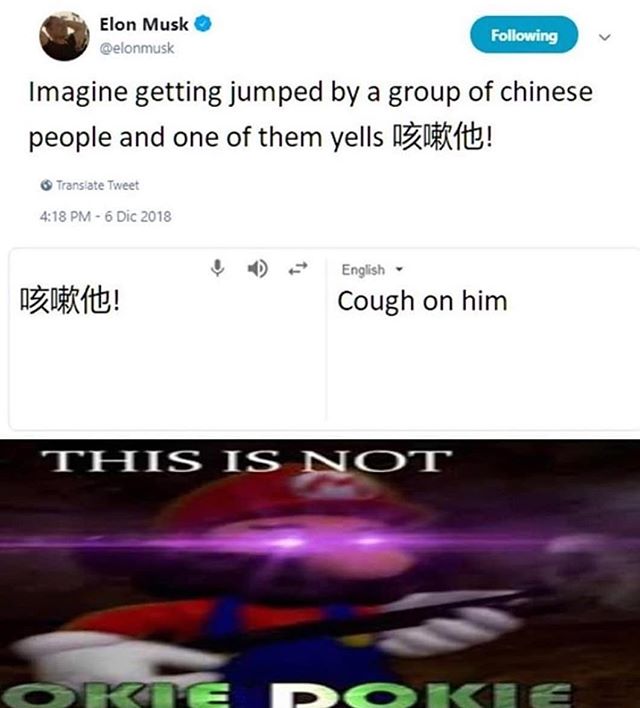 Elon Musk
@elonmusk
Following
Imagine getting jumped by a group of chinese
people and one of them yells 咳嗽他!
Translate Tweet
4:18 PM - 6 Dic 2018
English
咳嗽他!
Cough on him
THIS IS NOT
OKIE DOKIE